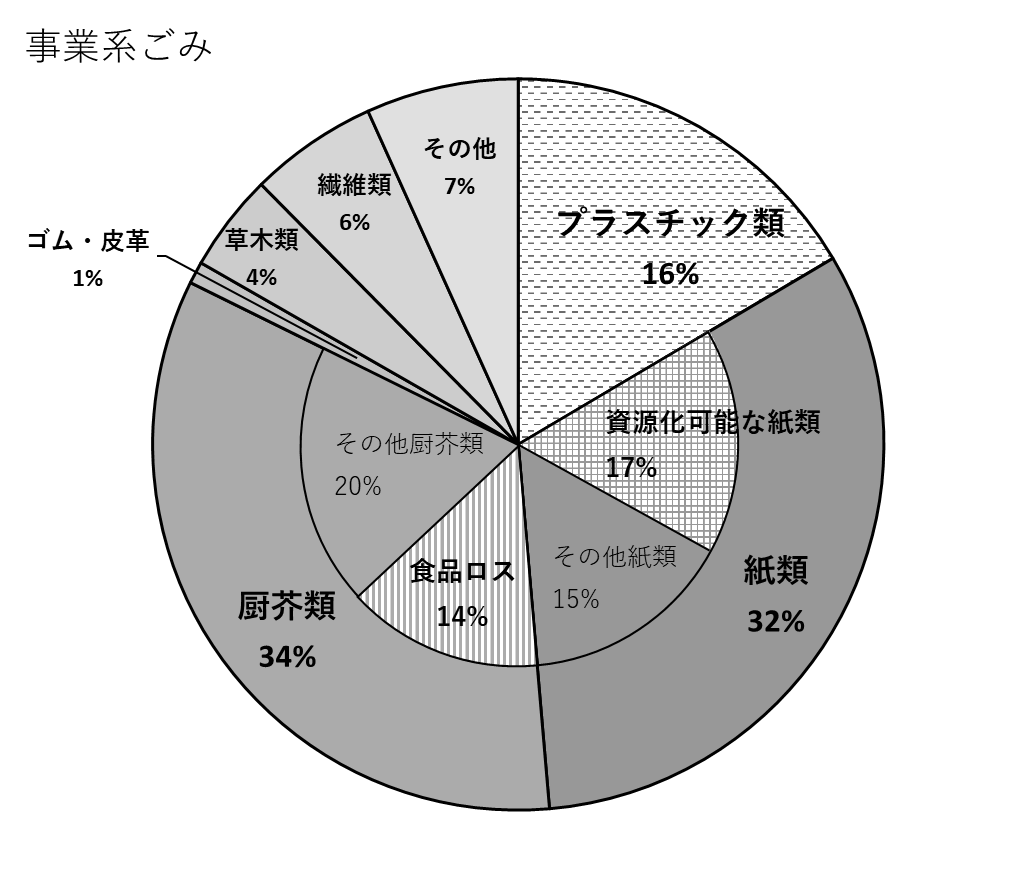 事業系ごみ
その他
7%
繊維類
6%
草木類
4%
ゴム・皮革
1%
プラスチック類
16%
資源化可能な紙類
17%
その他紙類
15%
紙類
32%
その他厨芥類
20%
食品ロス
14%
厨芥類
34%